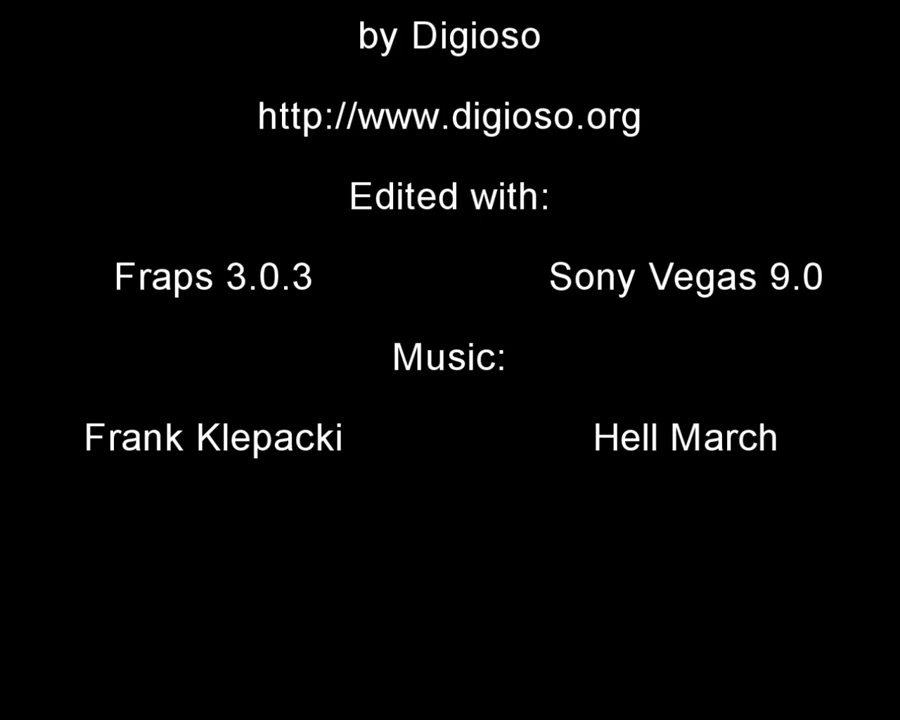 by Digioso
http://www.digioso.org
Edited with:
Fraps 3.0.3 Sony Vegas 9.0
Music:
Frank Klepacki Hell March